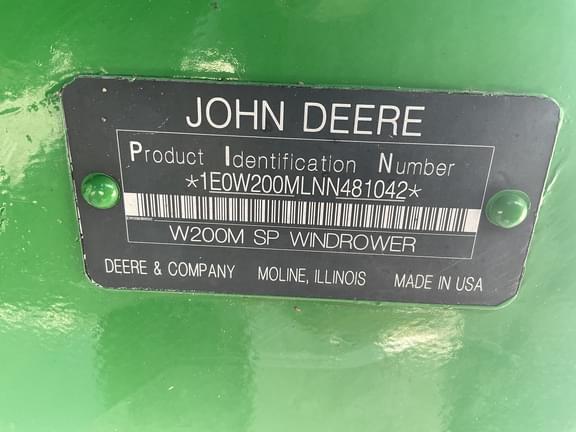 JOHN DEERE
Product Identification Number
*1E0W200MLNN481042*
W200M SP WINDROWER
DEERE & COMPANY MOLINE, ILLINOIS MADE IN USA